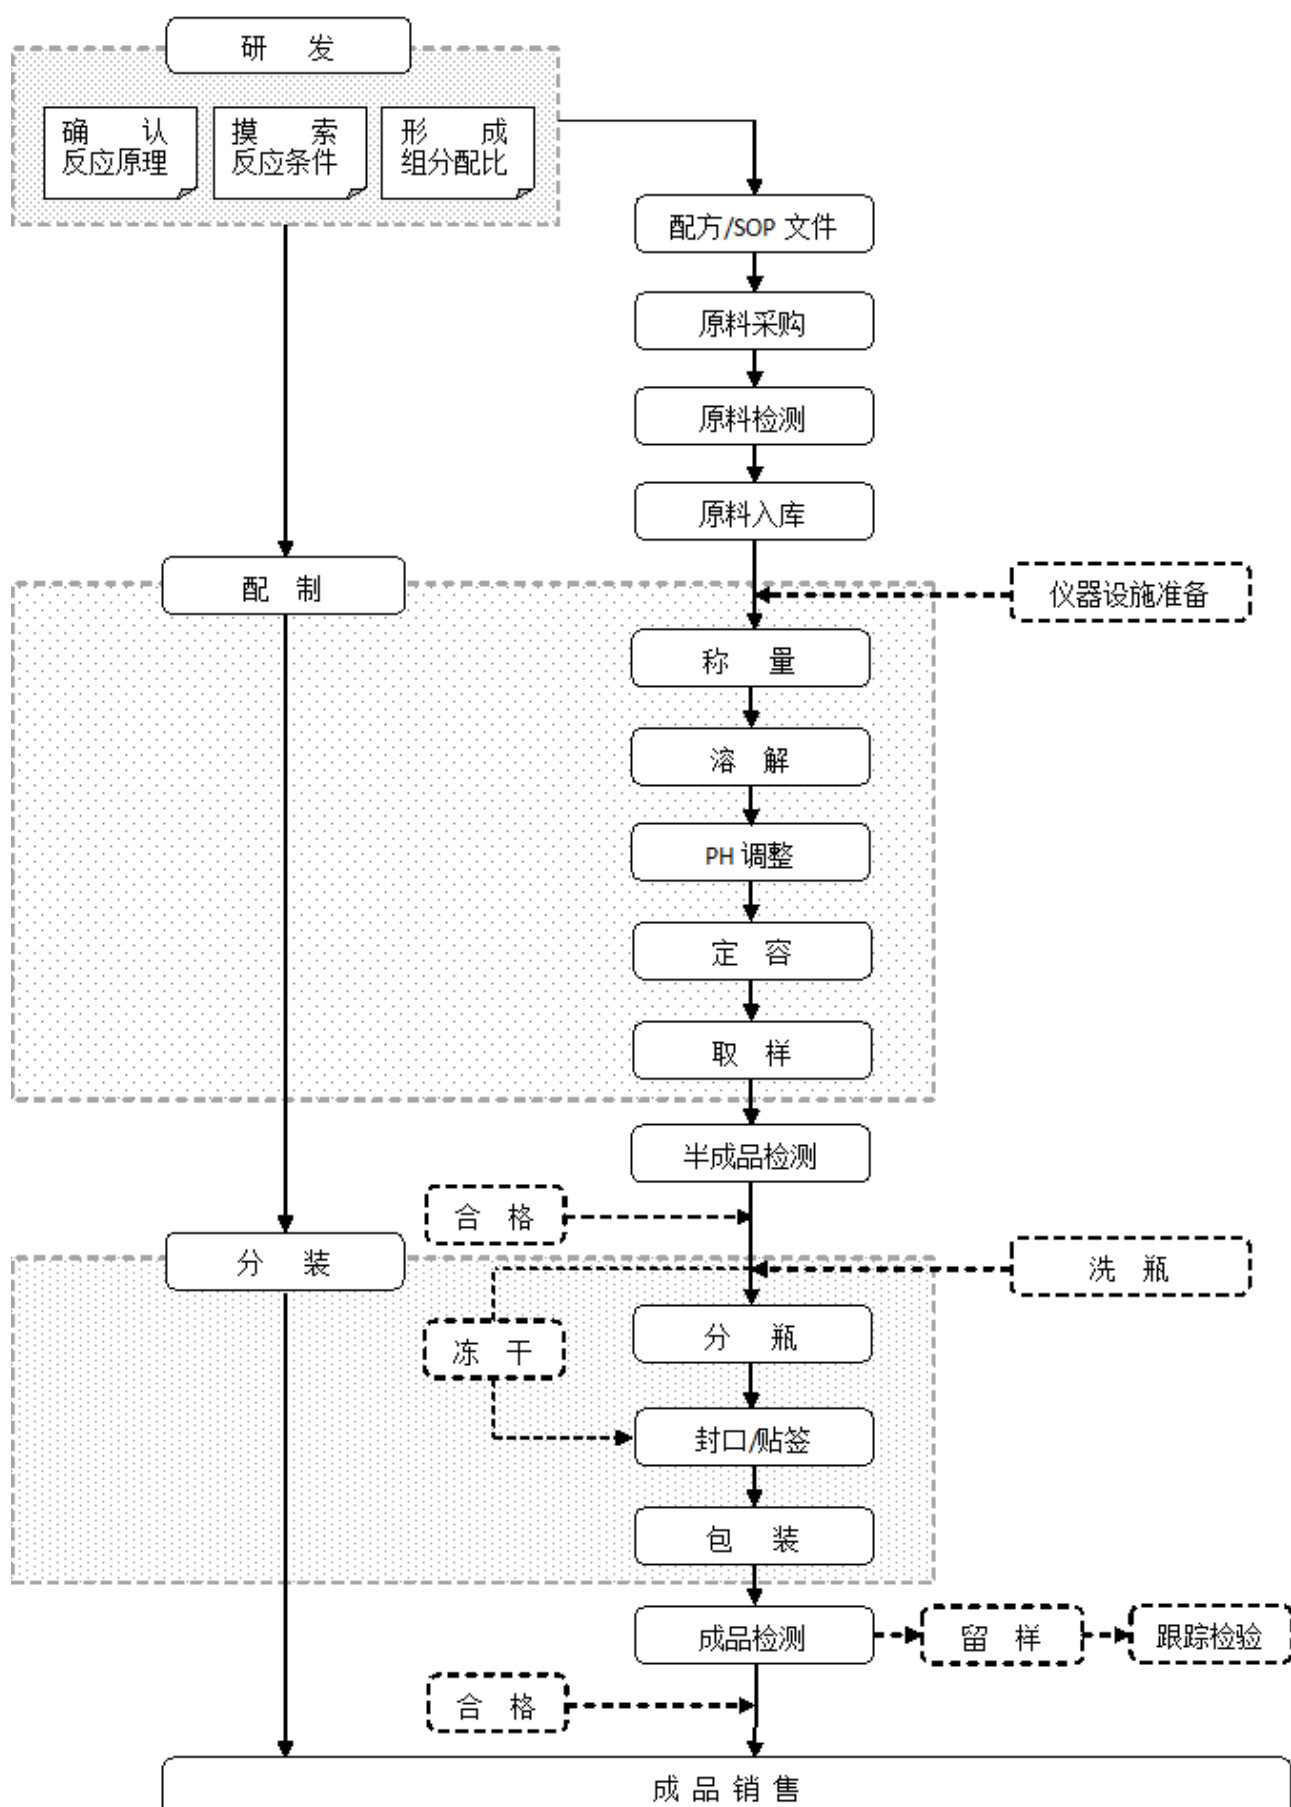 研 发
确 认
反应原理
摸 索
反应条件
形 成
组分配比
配方/SOP 文件
原料采购
原料检测
原料入库
配 制
仪器设施准备
称 量
溶 解
PH 调整
定 容
取 样
半成品检测
合 格
分 装
洗 瓶
分 瓶
冻 干
封口/贴签
包 装
成品检测
留 样
跟踪检验
合 格
成 品 销 售